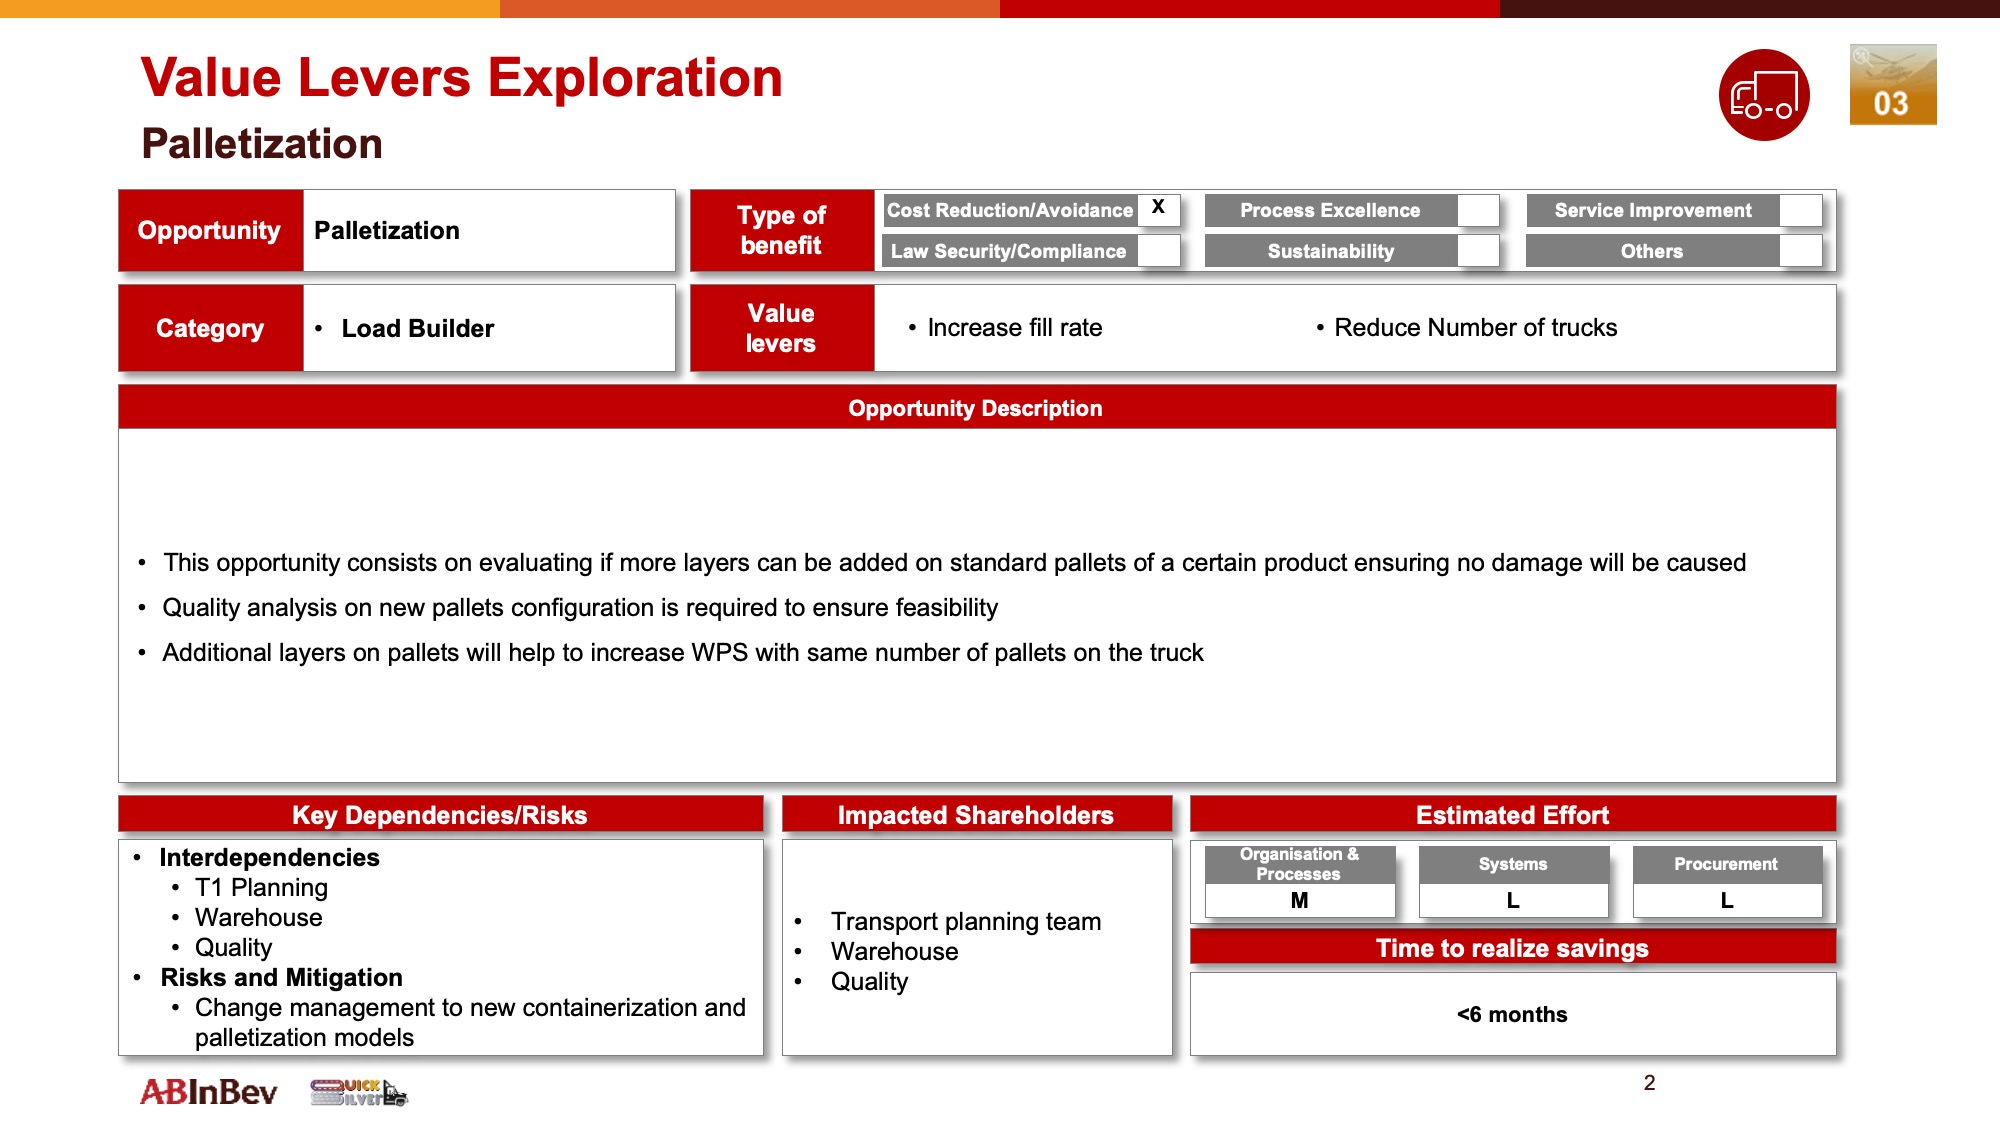 Value Levers Exploration
Palletization
03
Opportunity
Palletization
Type of
benefit
Cost Reduction/Avoidance
X
Process Excellence
Service Improvement
Law Security/Compliance
Sustainability
Others
Category
• Load Builder
Value
levers
• Increase fill rate
• Reduce Number of trucks
Opportunity Description
• This opportunity consists on evaluating if more layers can be added on standard pallets of a certain product ensuring no damage will be caused
• Quality analysis on new pallets configuration is required to ensure feasibility
• Additional layers on pallets will help to increase WPS with same number of pallets on the truck
Key Dependencies/Risks
• Interdependencies
• T1 Planning
• Warehouse
• Quality
• Risks and Mitigation
• Change management to new containerization and
palletization models
Impacted Shareholders
• Transport planning team
• Warehouse
• Quality
Estimated Effort
Organisation &
Processes
Systems
Procurement
M
L
L
Time to realize savings
<6 months
ABInBev
QUICK
SILVER
2